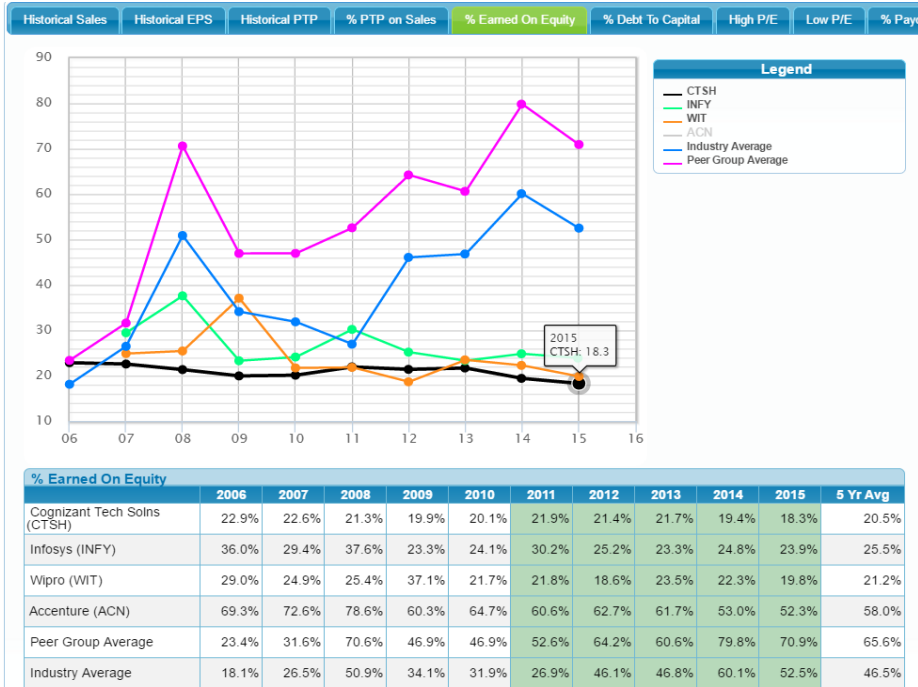 Historical Sales Historical EPS Historical PTP % PTP on Sales % Earned On Equity % Debt To Capital High P/E Low P/E % Payo
90
80
70
60
50
40
30
20
10
06 07 08 09 10 11 12 13 14 15 16
2015
CTSH: 18.3
Legend
CTSH
INFY
WIT
ACN
Industry Average
Peer Group Average
% Earned On Equity
2006 2007 2008 2009 2010 2011 2012 2013 2014 2015 5 Yr Avg
Cognizant Tech Solns
(CTSH) 22.9% 22.6% 21.3% 19.9% 20.1% 21.9% 21.4% 21.7% 19.4% 18.3% 20.5%
Infosys (INFY) 36.0% 29.4% 37.6% 23.3% 24.1% 30.2% 25.2% 23.3% 24.8% 23.9% 25.5%
Wipro (WIT) 29.0% 24.9% 25.4% 37.1% 21.7% 21.8% 18.6% 23.5% 22.3% 19.8% 21.2%
Accenture (ACN) 69.3% 72.6% 78.6% 60.3% 64.7% 60.6% 62.7% 61.7% 53.0% 52.3% 58.0%
Peer Group Average 23.4% 31.6% 70.6% 46.9% 46.9% 52.6% 64.2% 60.6% 79.8% 70.9% 65.6%
Industry Average 18.1% 26.5% 50.9% 34.1% 31.9% 26.9% 46.1% 46.8% 60.1% 52.5% 46.5%